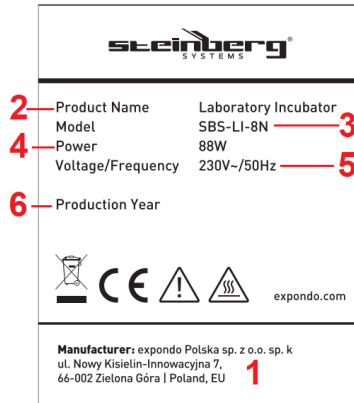 steinberg®
SYSTEMS
2 Product Name Laboratory Incubator
Model SBS-LI-8N 3
4 Power 88W
Voltage/Frequency 230V~/50Hz 5
6 Production Year
CE
expondo.com
Manufacturer: expondo Polska sp. z o.o. sp. k
ul. Nowy Kisielin-Innowacyjna 7,
66-002 Zielona Góra | Poland, EU 1